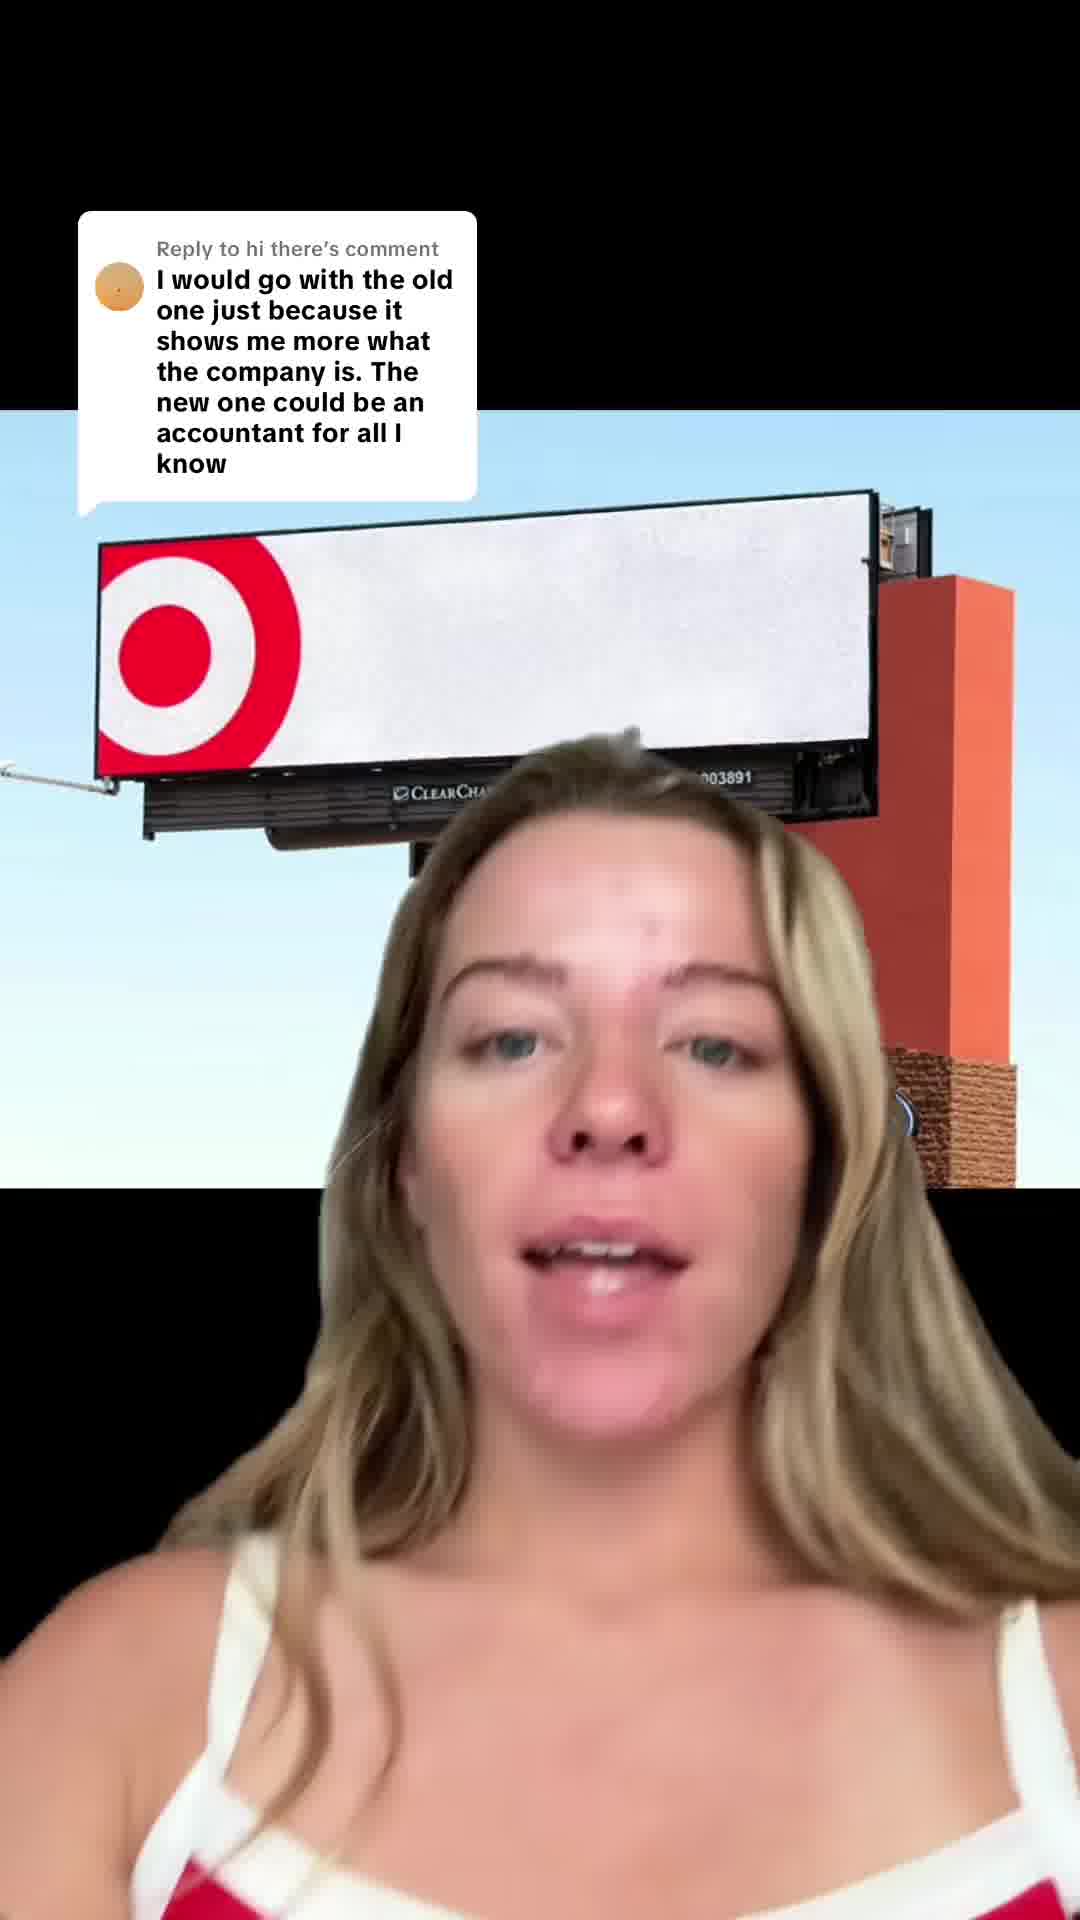 Reply to hi there's comment
I would go with the old
one just because it
shows me more what
the company is. The
new one could be an
accountant for all I
know
003891